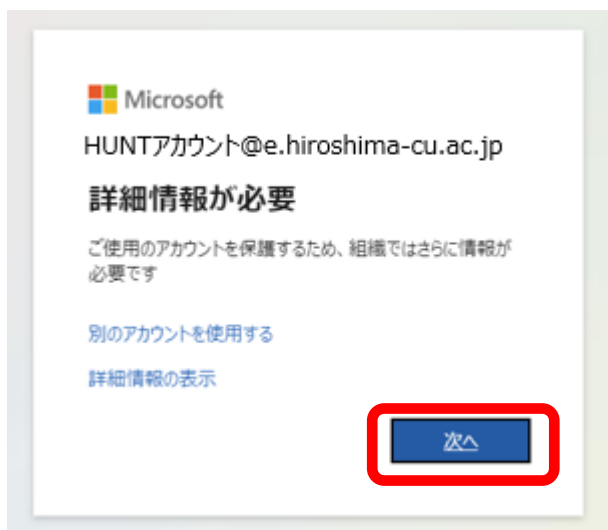 Microsoft
HUNTアカウント@e.hiroshima-cu.ac.jp
詳細情報が必要
ご使用のアカウントを保護するため、組織ではさらに情報が
必要です
別のアカウントを使用する
詳細情報の表示
次へ